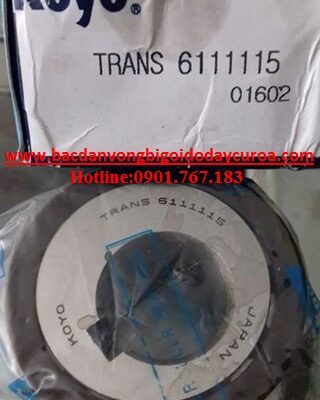 Koyo
TRANS 6111115
01602
www.bacdanvongbigoidodaycuroa.com
Hotline:0901.767.183
TRANS 6111115
KOYO
JAPAN